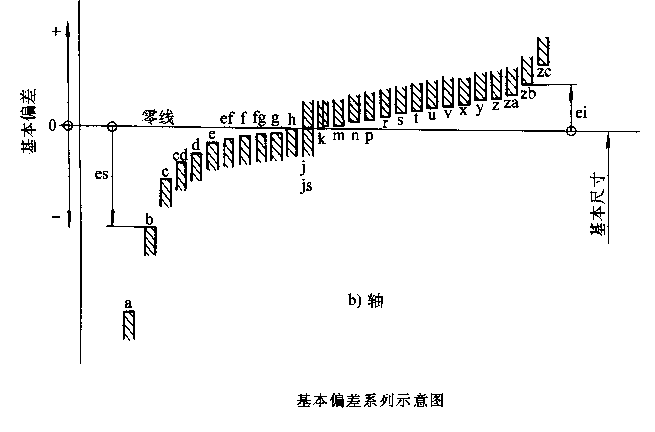 +
基本偏差
0
−
零线
es
a
b
c
cd
d
e
ef f fg g h
j
js
k m n p r s t u v x y z za zb zc
ei
基本尺寸
b) 轴
基本偏差系列示意图